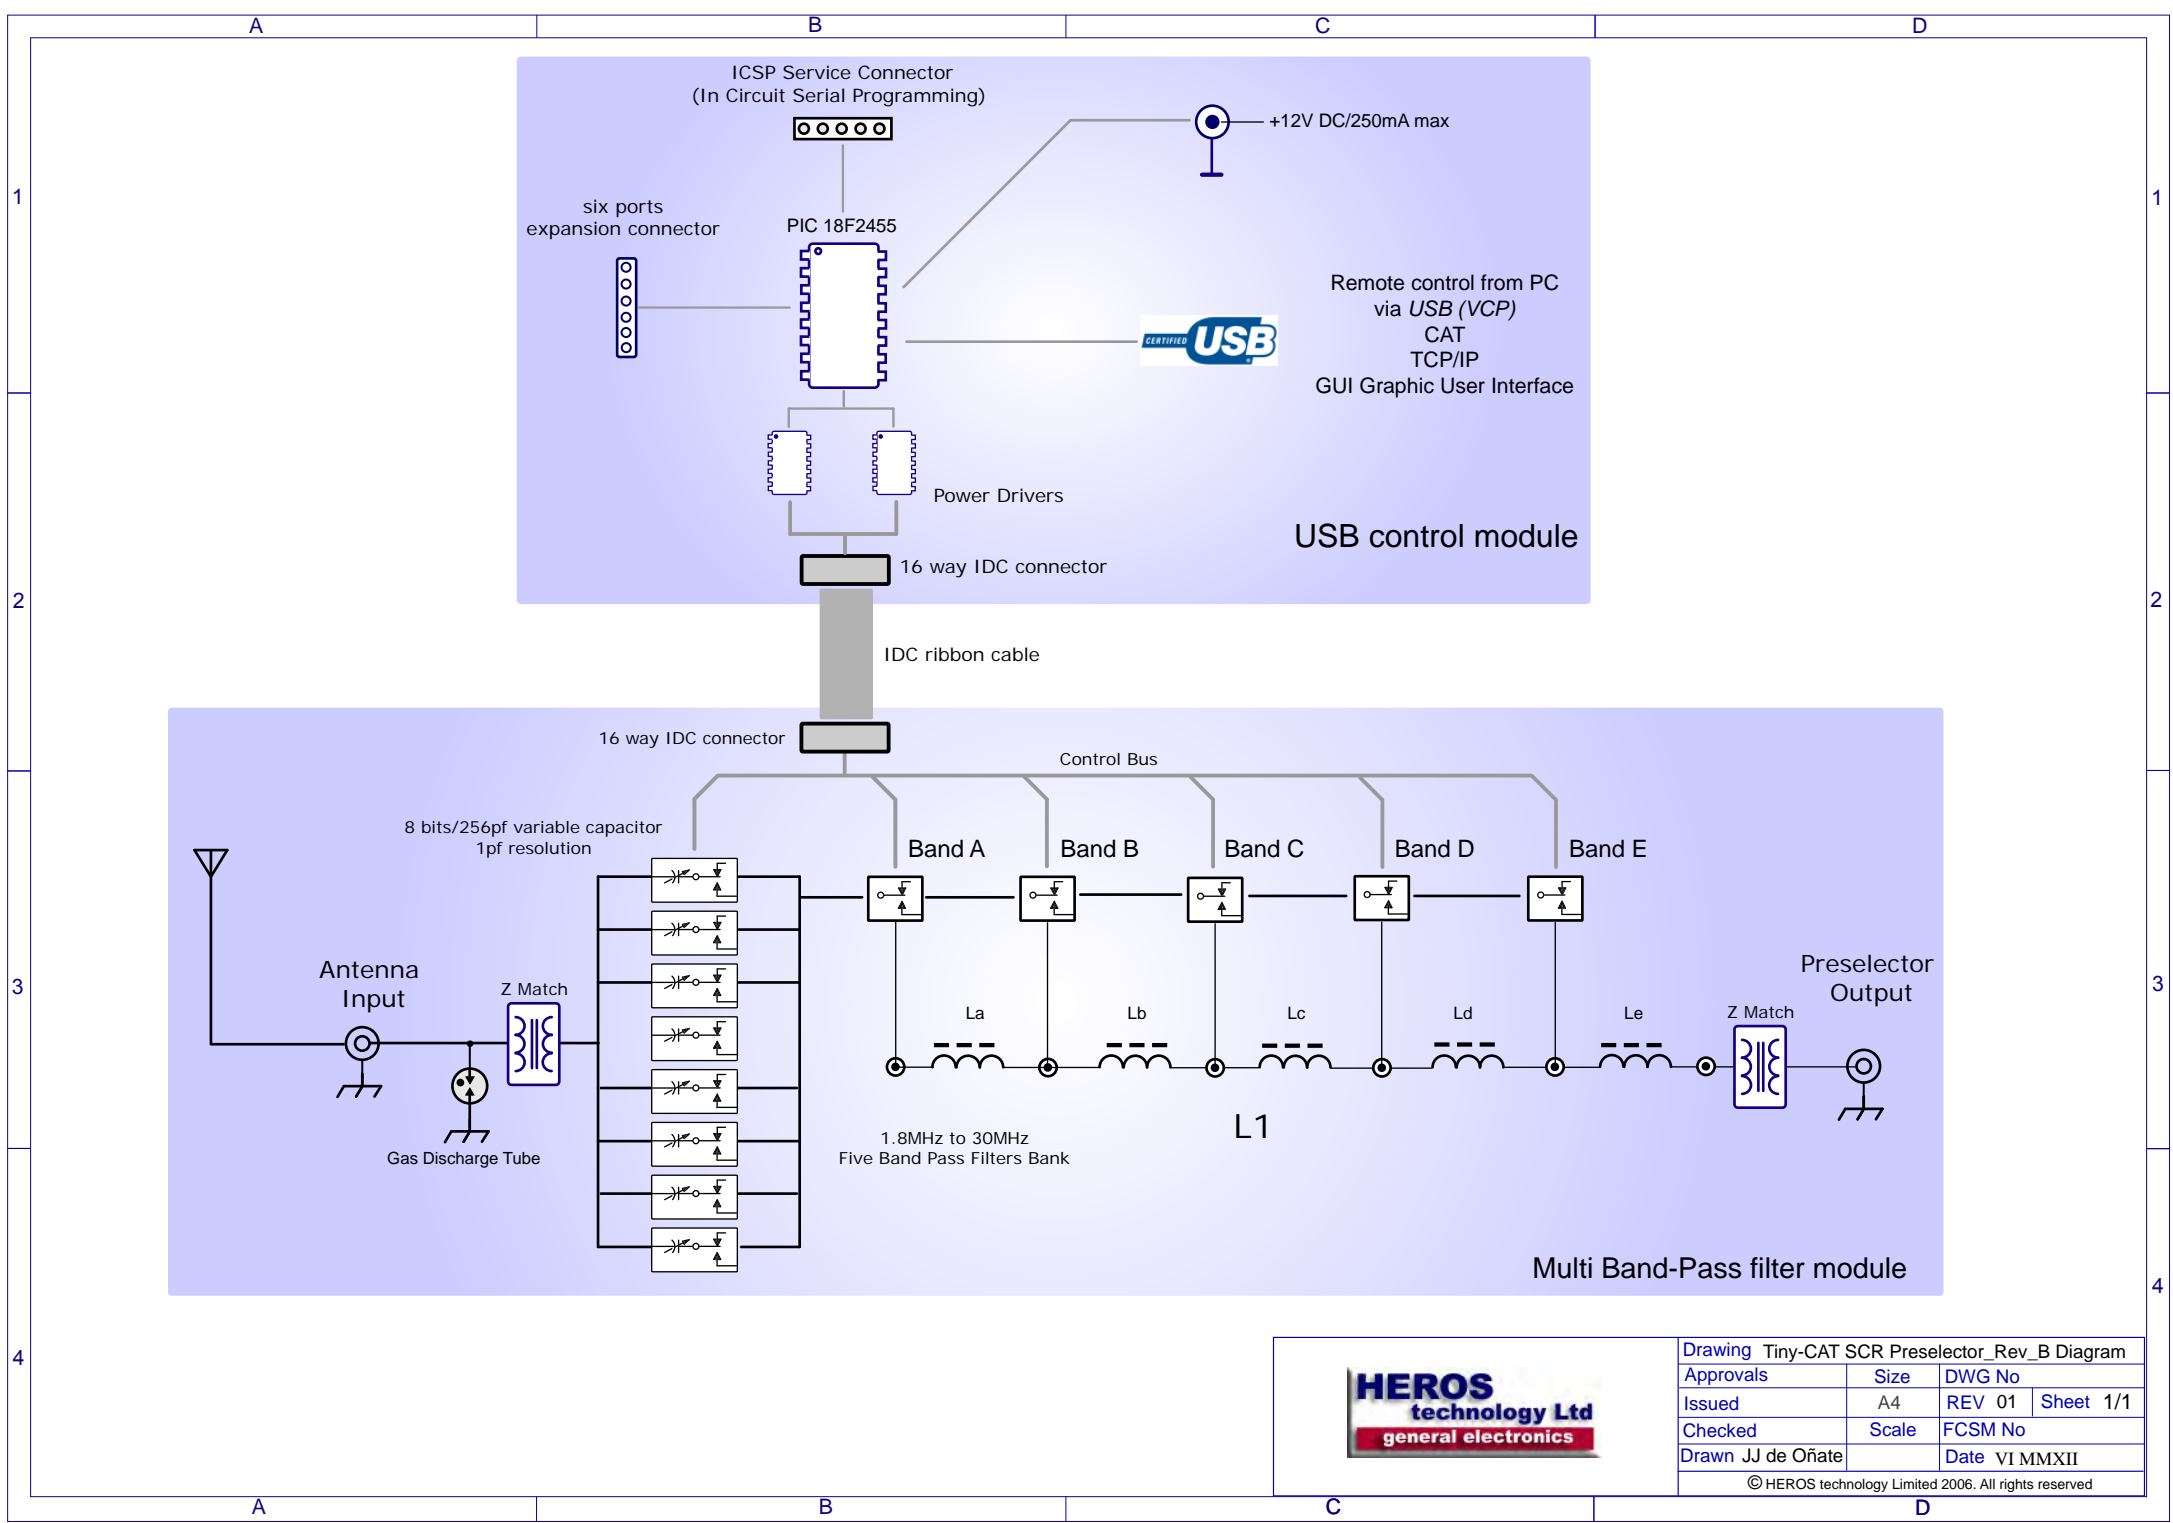 A B C D
ICSP Service Connector
(In Circuit Serial Programming)
+12V DC/250mA max
1 1
six ports
expansion connector
PIC 18F2455
Remote control from PC
via USB (VCP)
CAT
TCP/IP
GUI Graphic User Interface
CERTIFIED USB
Power Drivers
USB control module
16 way IDC connector
2 2
IDC ribbon cable
16 way IDC connector
Control Bus
8 bits/256pf variable capacitor
1pf resolution
Band A Band B Band C Band D Band E
Antenna
Input
Z Match
Preselector
Output
3 3
La Lb Lc Ld Le
Z Match
L1
1.8MHz to 30MHz
Five Band Pass Filters Bank
Gas Discharge Tube
Multi Band-Pass filter module
4 4
HEROS
technology Ltd
general electronics
Drawing Tiny-CAT SCR Preselector_Rev_B Diagram
Approvals Size DWG No
Issued A4 REV 01 Sheet 1/1
Checked Scale FCSM No
Drawn JJ de Oñate Date VI MMXII
© HEROS technology Limited 2006. All rights reserved
A B C D